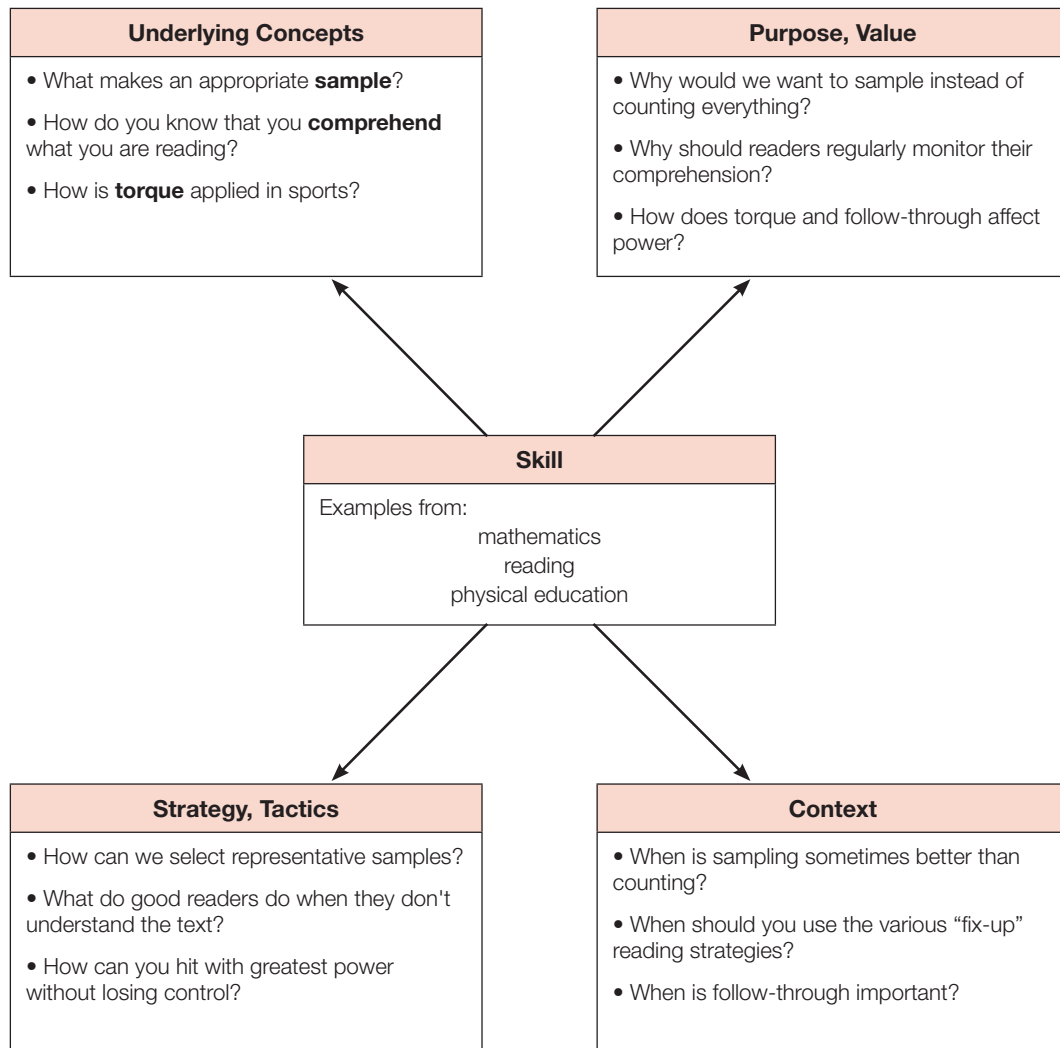 Underlying Concepts
• What makes an appropriate sample?
• How do you know that you comprehend
what you are reading?
• How is torque applied in sports?
Purpose, Value
• Why would we want to sample instead of
counting everything?
• Why should readers regularly monitor their
comprehension?
• How does torque and follow-through affect
power?
Skill
Examples from:
mathematics
reading
physical education
Strategy, Tactics
• How can we select representative samples?
• What do good readers do when they don't
understand the text?
• How can you hit with greatest power
without losing control?
Context
• When is sampling sometimes better than
counting?
• When should you use the various “fix-up”
reading strategies?
• When is follow-through important?